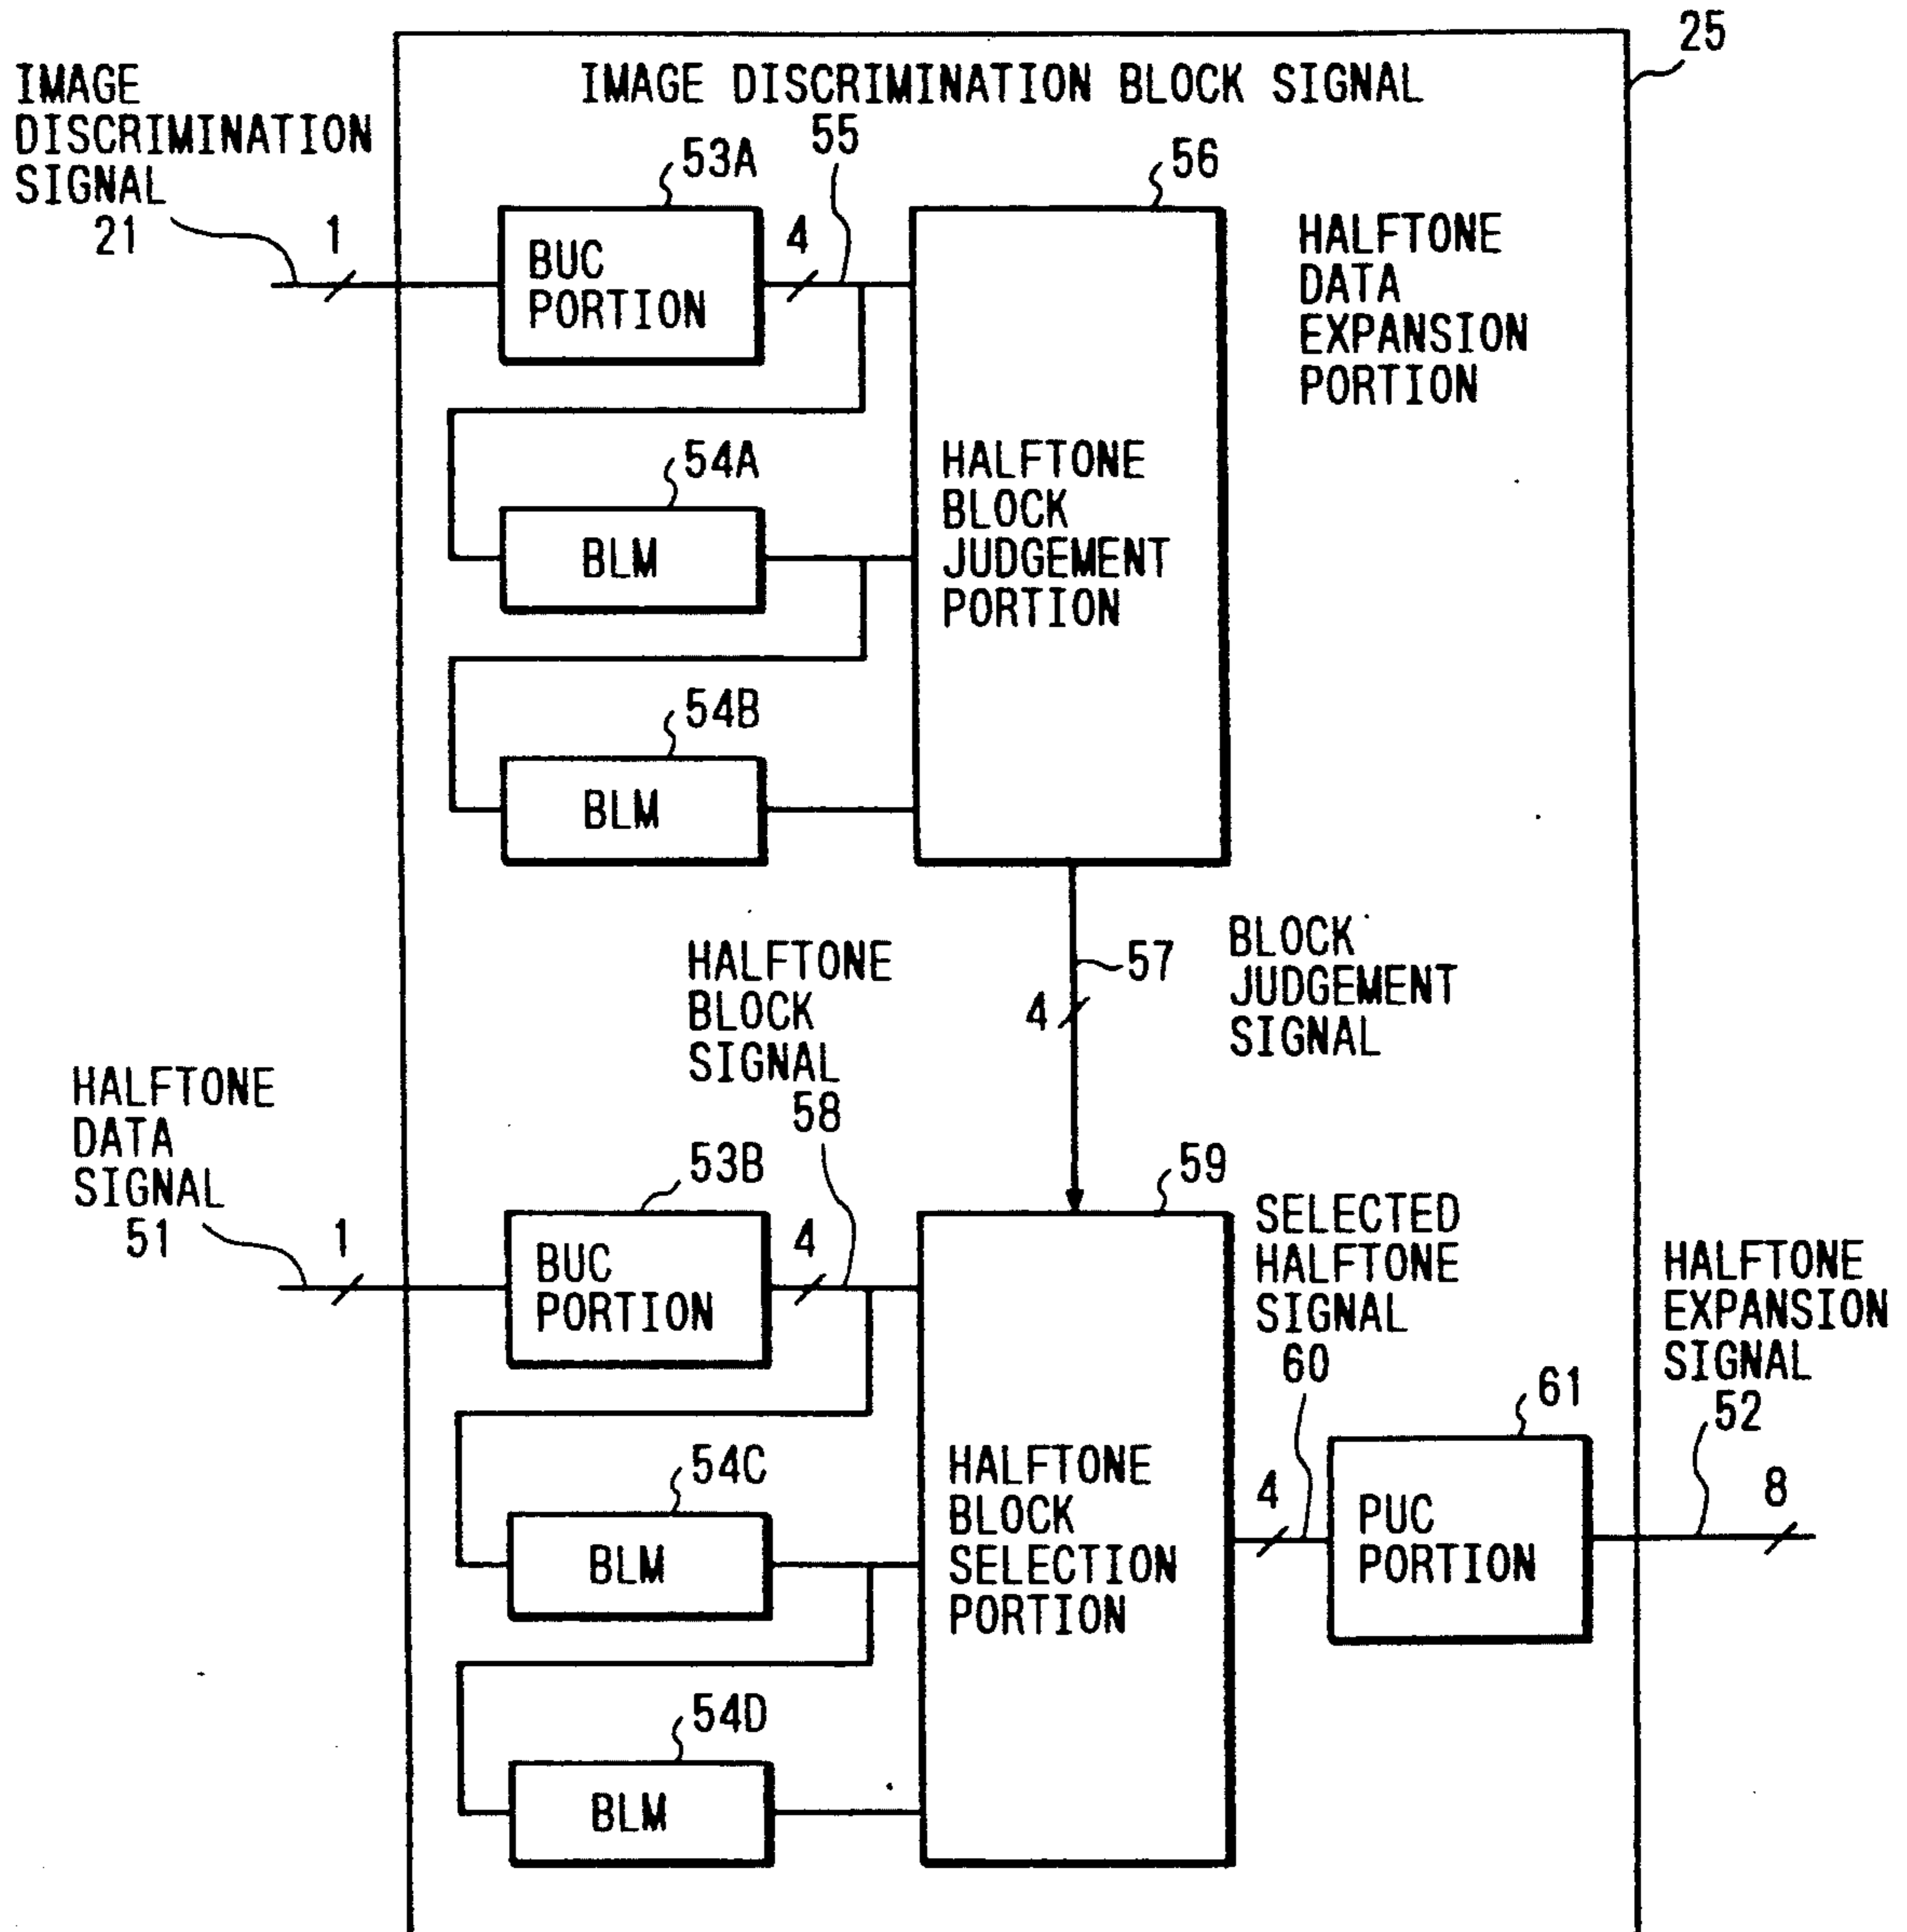 25
IMAGE DISCRIMINATION BLOCK SIGNAL
IMAGE
DISCRIMINATION
SIGNAL
21
1
53A
55
56
BUC
PORTION
4
HALFTONE
DATA
EXPANSION
PORTION
54A
BLM
HALFTONE
BLOCK
JUDGEMENT
PORTION
54B
BLM
57
4
BLOCK
JUDGEMENT
SIGNAL
HALFTONE
BLOCK
SIGNAL
58
HALFTONE
DATA
SIGNAL
51
1
53B
BUC
PORTION
4
59
SELECTED
HALFTONE
SIGNAL
60
HALFTONE
EXPANSION
SIGNAL
52
54C
BLM
HALFTONE
BLOCK
SELECTION
PORTION
4
61
PUC
PORTION
8
54D
BLM